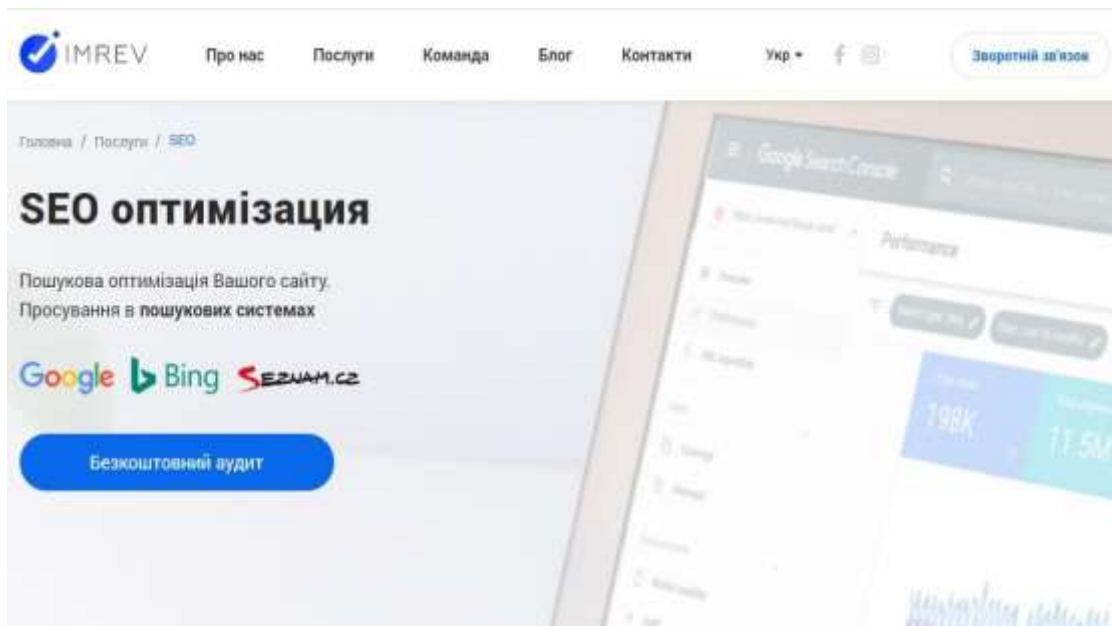 IMREV
Про нас Послуги Команда Блог Контакти Укр Зворотній зв'язок
Головна / Послуги / SEO
SEO оптимізация
Пошукова оптимізація Вашого сайту.
Просування в пошукових системах
Google Bing SEZNAM.CZ
Безкоштовний аудит
Google Search Console
Performance
198K
11.5M